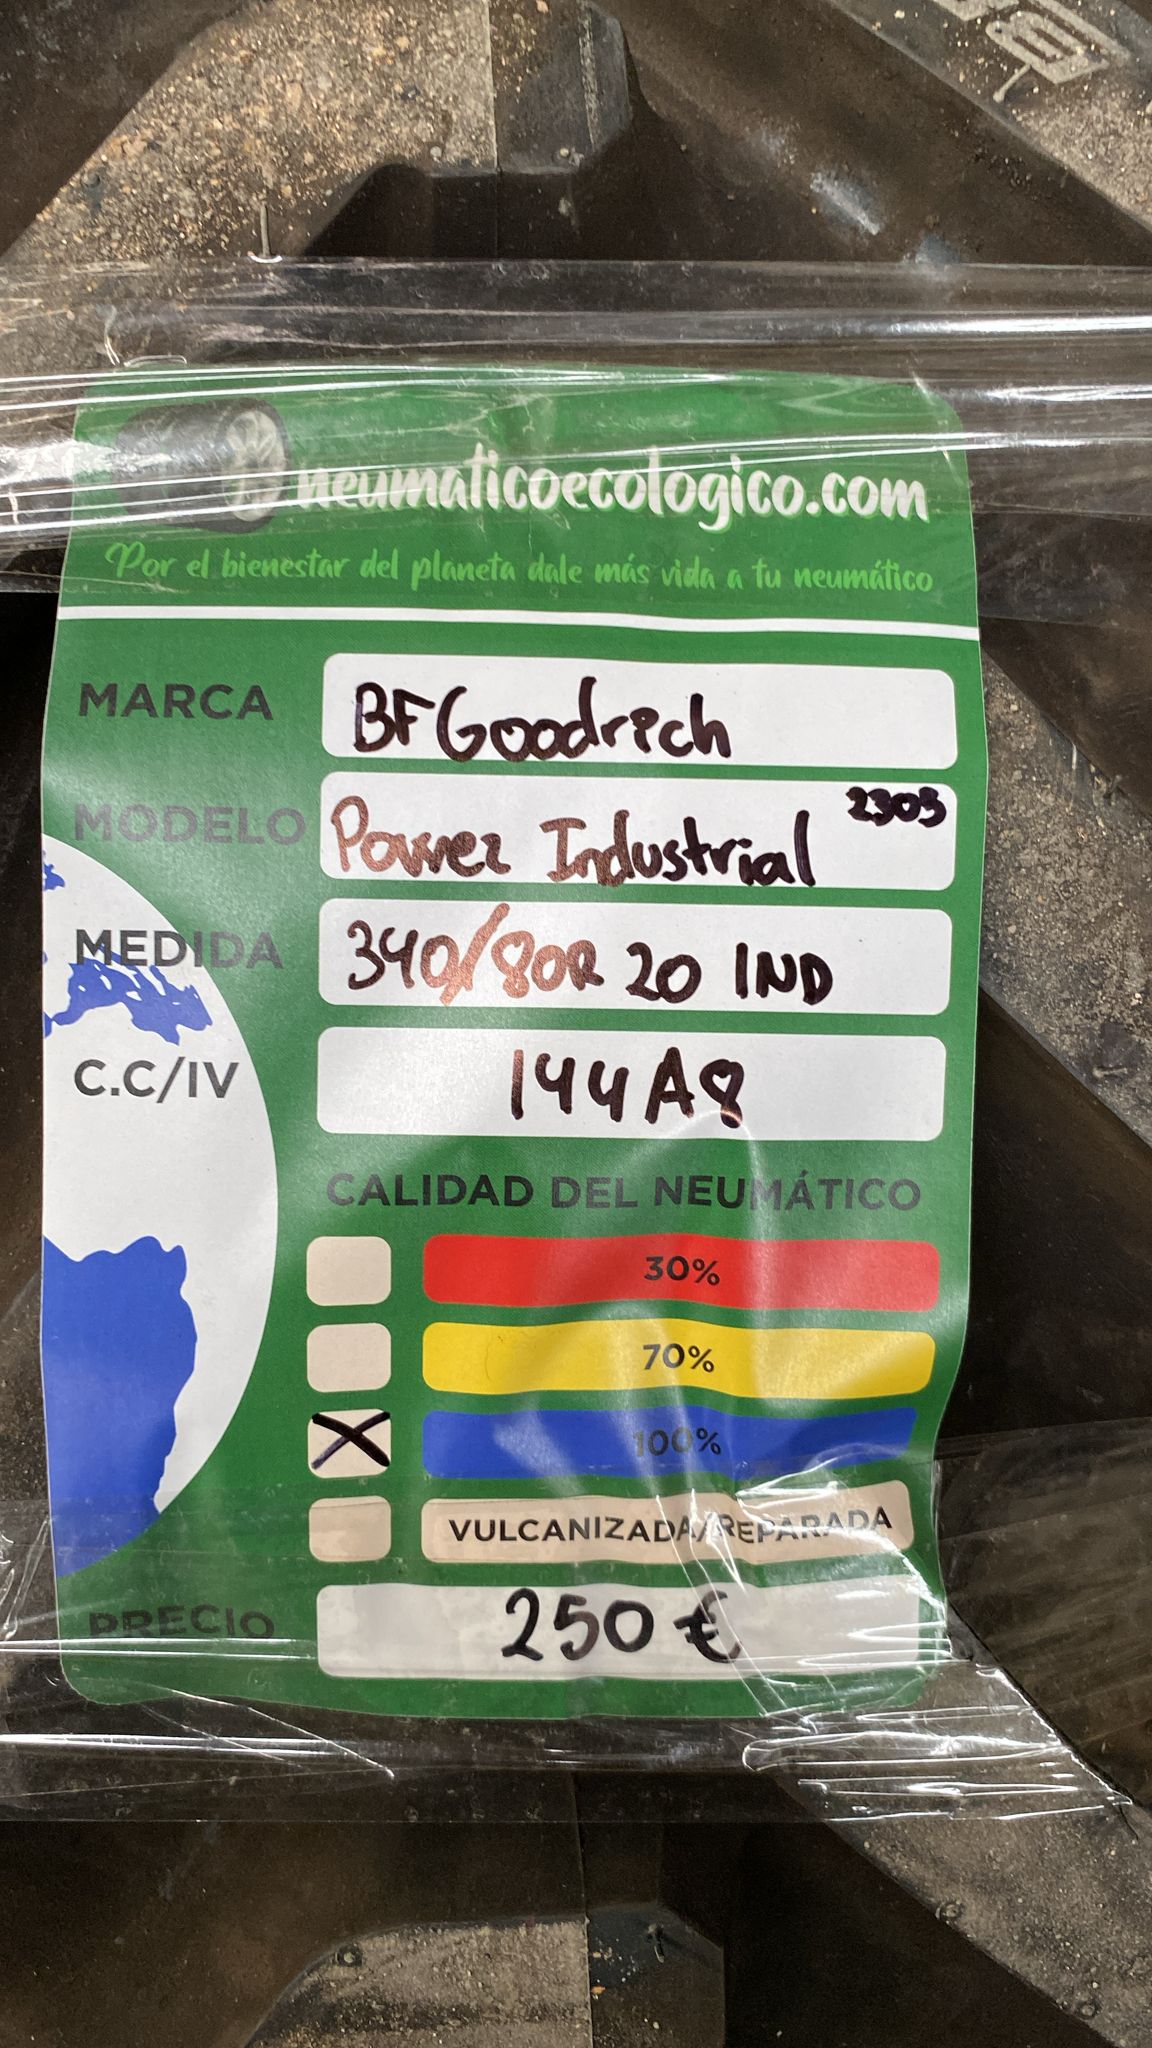 neumaticoecologico.com
Por el bienestar del planeta dale más vida a tu neumático
MARCA BFGoodrich
MODELO Power Industrial 2303
MEDIDA 340/80R 20 IND
C.C/IV 144A8
CALIDAD DEL NEUMÁTICO
30%
70%
X 100%
VULCANIZADA/REPARADA
PRECIO 250 €